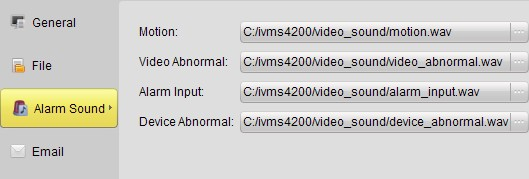 General
File
Alarm Sound
Email
Motion: C:/ivms4200/video_sound/motion.wav
Video Abnormal: C:/ivms4200/video_sound/video_abnormal.wav
Alarm Input: C:/ivms4200/video_sound/alarm_input.wav
Device Abnormal: C:/ivms4200/video_sound/device_abnormal.wav